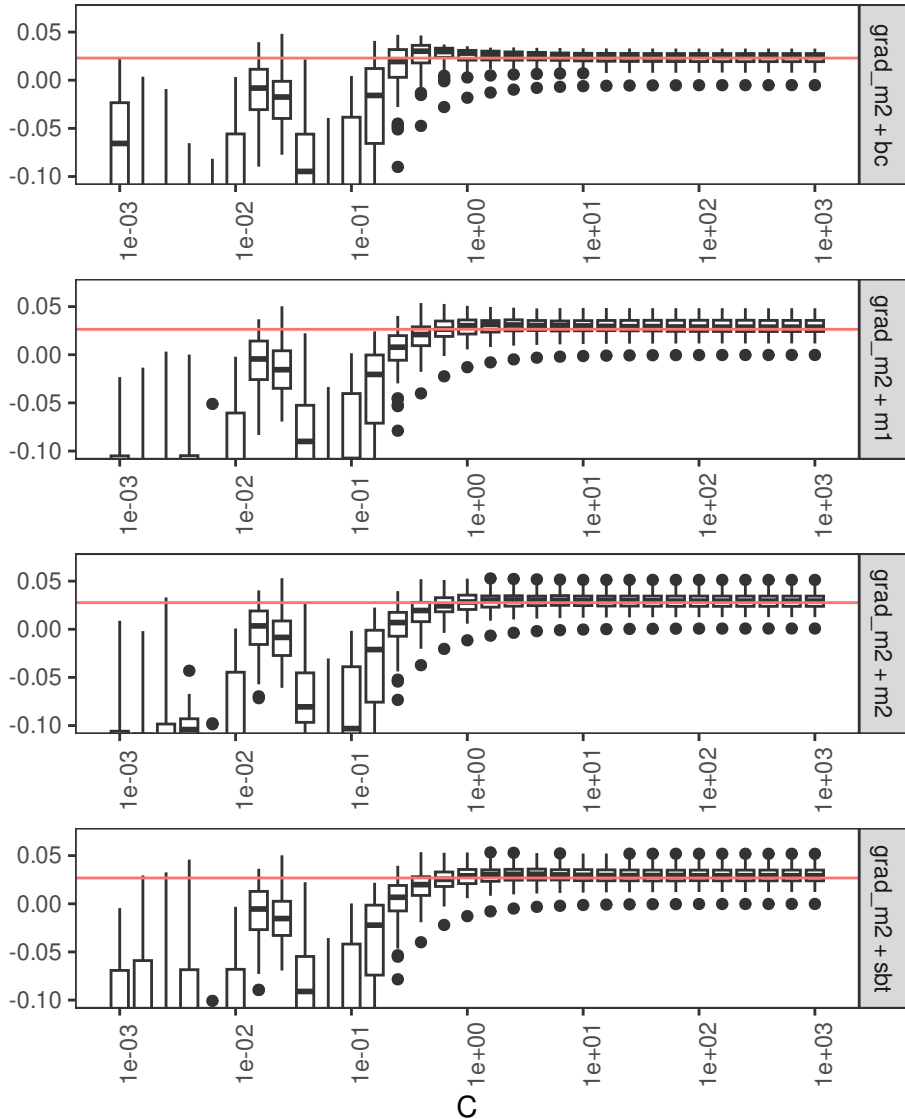 0.05
0.00
-0.05
-0.10
grad_m2 + bc
1e-03
1e-02
1e-01
1e+00
1e+01
1e+02
1e+03
0.05
0.00
-0.05
-0.10
grad_m2 + m1
1e-03
1e-02
1e-01
1e+00
1e+01
1e+02
1e+03
0.05
0.00
-0.05
-0.10
grad_m2 + m2
1e-03
1e-02
1e-01
1e+00
1e+01
1e+02
1e+03
0.05
0.00
-0.05
-0.10
grad_m2 + sbt
1e-03
1e-02
1e-01
1e+00
1e+01
1e+02
1e+03
C